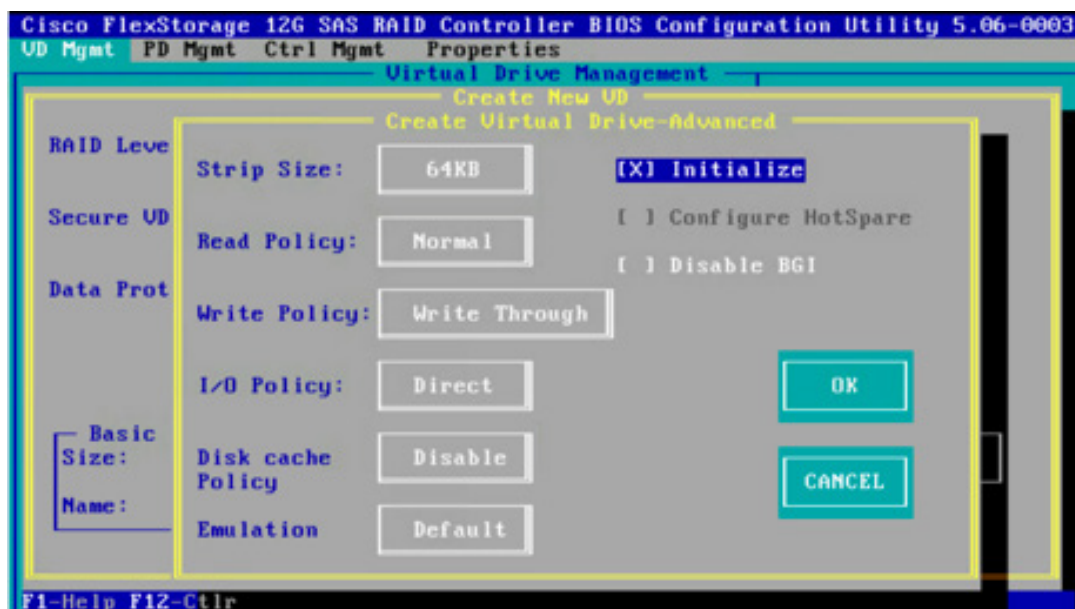 Cisco FlexStorage 12G SAS RAID Controller BIOS Configuration Utility 5.06-0003
VD Mgmt PD Mgmt Ctrl Mgmt Properties
Virtual Drive Management
Create New VD
Create Virtual Drive-Advanced
RAID Leve
Strip Size: 64KB [X] Initialize
Secure VD [ ] Configure HotSpare
Read Policy: Normal
[ ] Disable BGI
Data Prot
Write Policy: Write Through
I/O Policy: Direct OK
Basic
Size: Disk cache Disable
Policy CANCEL
Name:
Emulation Default
F1-Help F12-Ctlr